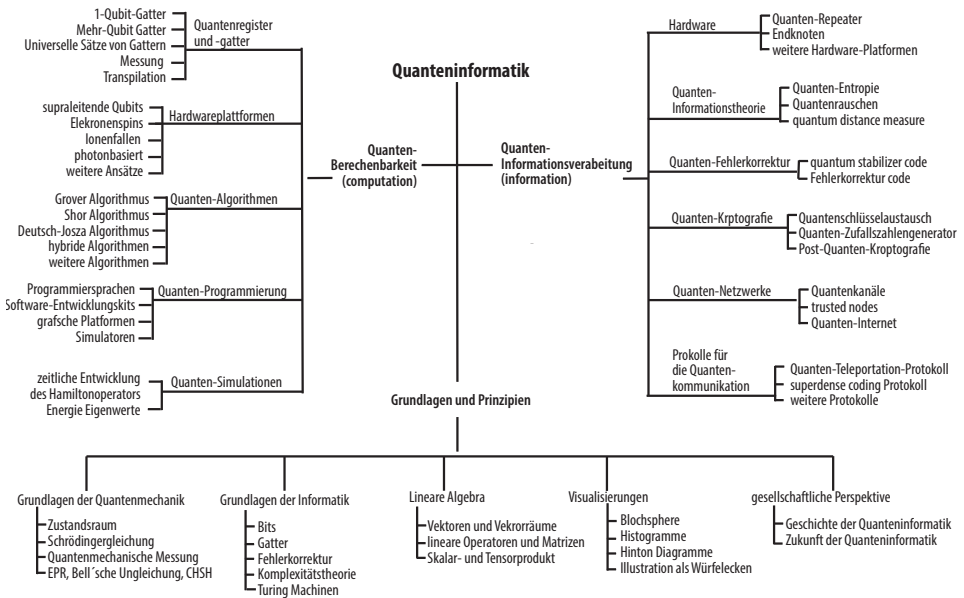 Quanteninformatik
Quanten-
Berechenbarkeit
(computation)
Quantenregister
und -gatter
1-Qubit-Gatter
Mehr-Qubit Gatter
Universelle Sätze von Gattern
Messung
Transpilation
Hardwareplattformen
supraleitende Qubits
Elekronenspins
Ionenfallen
photonbasiert
weitere Ansätze
Quanten-Algorithmen
Grover Algorithmus
Shor Algorithmus
Deutsch-Josza Algorithmus
hybride Algorithmen
weitere Algorithmen
Quanten-Programmierung
Programmiersprachen
Software-Entwicklungskits
grafsche Platformen
Simulatoren
Quanten-Simulationen
zeitliche Entwicklung
des Hamiltonoperators
Energie Eigenwerte
Quanten-
Informationsverabeitung
(information)
Hardware
Quanten-Repeater
Endknoten
weitere Hardware-Platformen
Quanten-
Informationstheorie
Quanten-Entropie
Quantenrauschen
quantum distance measure
Quanten-Fehlerkorrektur
quantum stabilizer code
Fehlerkorrektur code
Quanten-Krptografie
Quantenschlüsselaustausch
Quanten-Zufallszahlengenerator
Post-Quanten-Kroptografie
Quanten-Netzwerke
Quantenkanäle
trusted nodes
Quanten-Internet
Prokolle für
die Quanten-
kommunikation
Quanten-Teleportation-Protokoll
superdense coding Protokoll
weitere Protokolle
Grundlagen und Prinzipien
Grundlagen der Quantenmechanik
Zustandsraum
Schrödingergleichung
Quantenmechanische Messung
EPR, Bell´sche Ungleichung, CHSH
Grundlagen der Informatik
Bits
Gatter
Fehlerkorrektur
Komplexitätstheorie
Turing Machinen
Lineare Algebra
Vektoren und Vekrorräume
lineare Operatoren und Matrizen
Skalar- und Tensorprodukt
Visualisierungen
Blochsphere
Histogramme
Hinton Diagramme
Illustration als Würfelecken
gesellschaftliche Perspektive
Geschichte der Quanteninformatik
Zukunft der Quanteninformatik